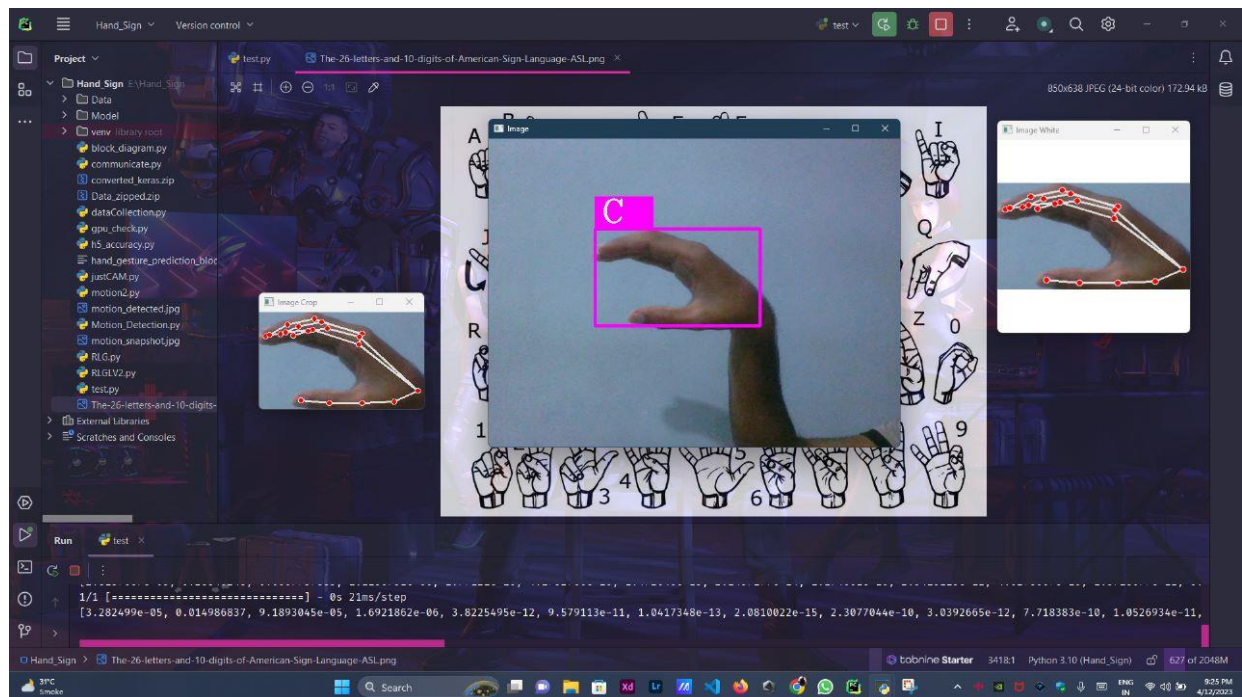 Hand_Sign
Version control
test
Project
test.py
The-26-letters-and-10-digits-of-American-Sign-Language-ASL.png
Hand_Sign E:\Hand_Sign
1:1
850x638 JPEG (24-bit color) 172.94 kB
Data
Model
venv library root
block_diagram.py
communicate.py
converted_keras.zip
Data_zipped.zip
dataCollection.py
gpu_check.py
h5_accuracy.py
hand_gesture_prediction_bloc
justCAM.py
motion2.py
motion_detected.jpg
Motion_Detection.py
motion_snapshot.jpg
RLG.py
RLGLV2.py
test.py
The-26-letters-and-10-digits-
External Libraries
Scratches and Consoles
Image Crop
A
I
Image
C
Image White
J
Q
R
Z 0
1
3
4
6
9
Run
test
1/1 [==============================] - 0s 21ms/step
[3.282499e-05, 0.014986837, 9.1893045e-05, 1.6921862e-06, 3.8225495e-12, 9.579113e-11, 1.0417348e-13, 2.0810022e-15, 2.3077044e-10, 3.0392665e-12, 7.718383e-10, 1.0526934e-11,
Hand_Sign > The-26-letters-and-10-digits-of-American-Sign-Language-ASL.png
tabnine Starter
3418:1
Python 3.10 (Hand_Sign)
627 of 2048M
31°C
Smoke
Search
ENG
IN
9:25 PM
4/12/2023